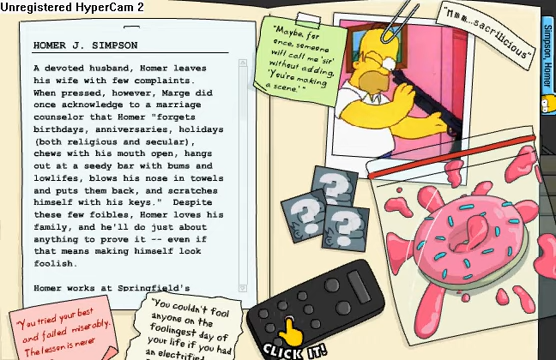 Unregistered HyperCam 2
HOMER J. SIMPSON
A devoted husband, Homer leaves
his wife with few complaints.
When pressed, however, Marge did
once acknowledge to a marriage
counselor that Homer "forgets
birthdays, anniversaries, holidays
(both religious and secular),
chews with his mouth open, hangs
out at a seedy bar with bums and
lowlifes, blows his nose in towels
and puts them back, and scratches
himself with his keys." Despite
these few foibles, Homer loves his
family, and he'll do just about
anything to prove it -- even if
that means making himself look
foolish.
Homer works at Springfield's
"Maybe, for
once, someone
will call me 'sir'
without adding,
'You're making
a scene.'"
"Mmm...sacrilicious"
Simpson, Homer
"You tried your best
and failed miserably.
The lesson is never
"You couldn't fool
anyone on the
foolingest day of
your life if you had
an electrified
CLICK IT!